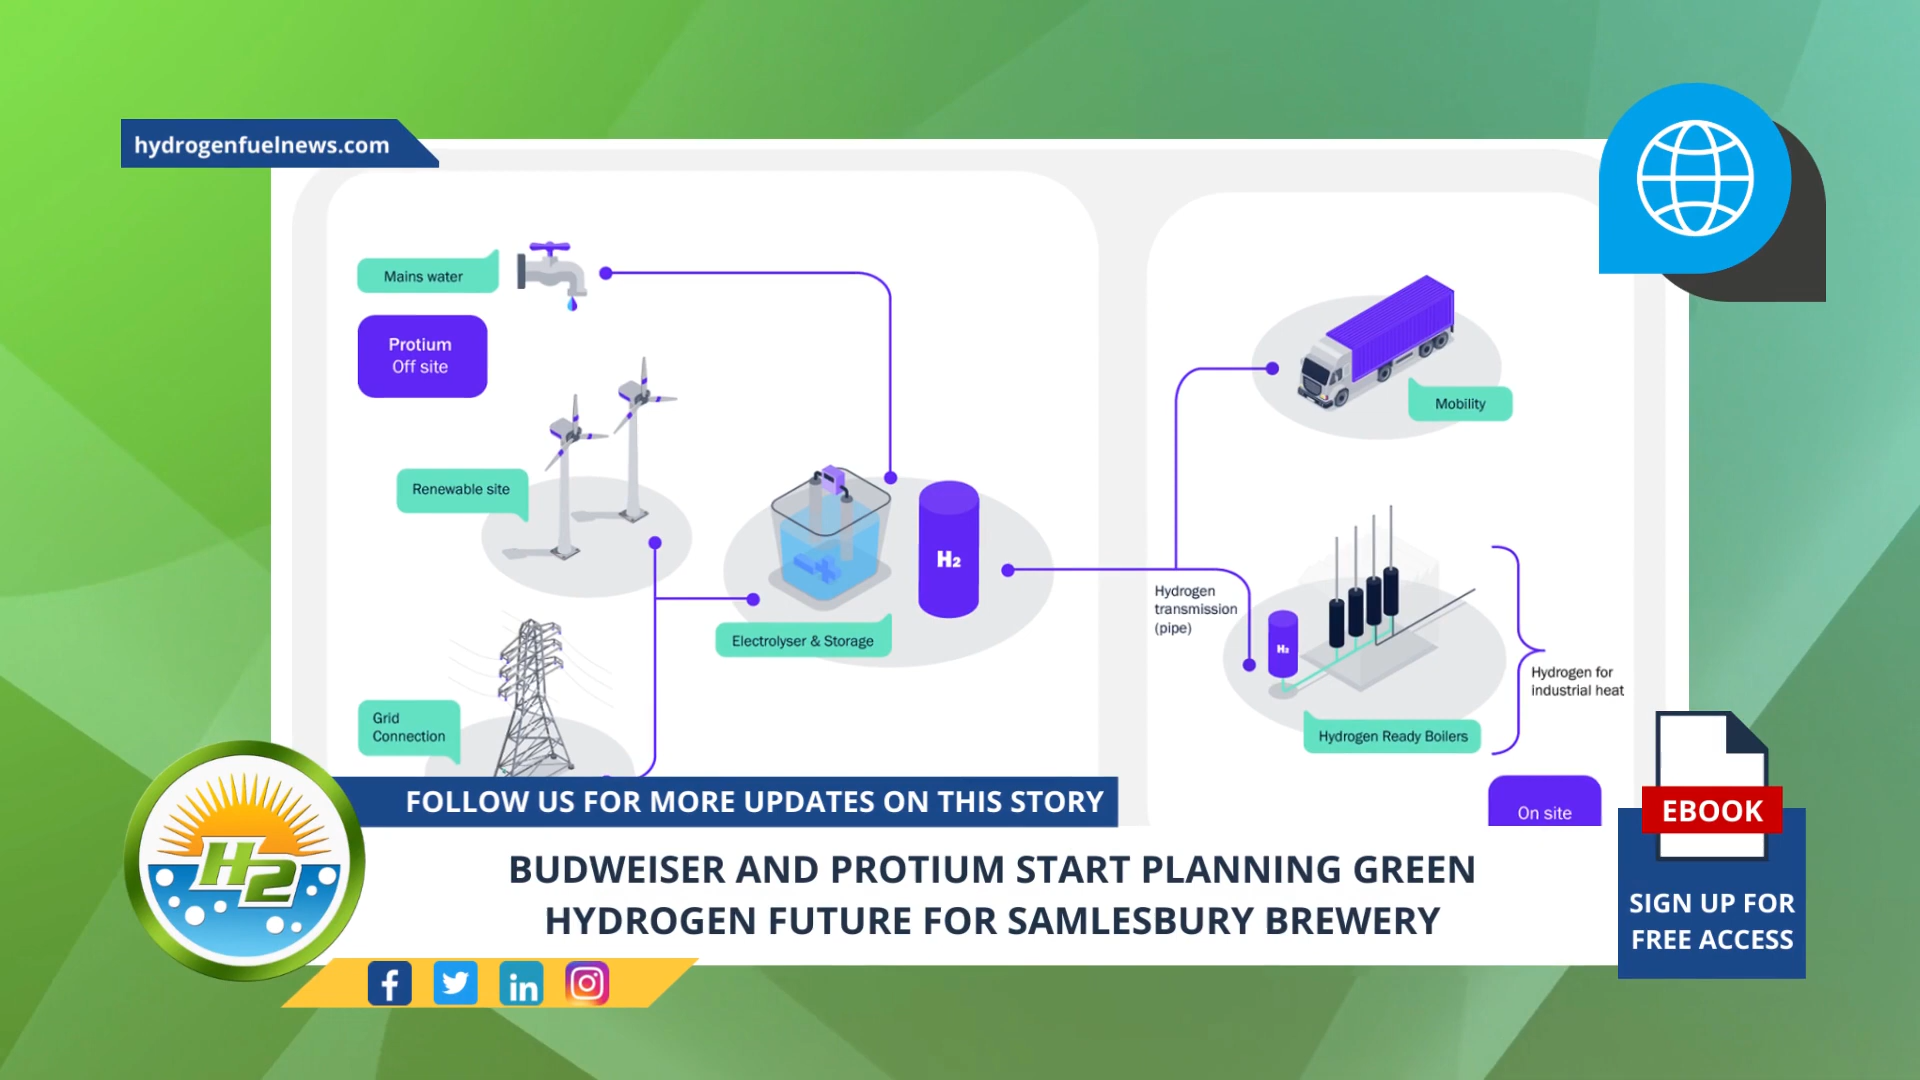 hydrogenfuelnews.com
Mains water
Protium
Off site
Renewable site
Grid
Connection
Electrolyser & Storage
H₂
Hydrogen
transmission
(pipe)
Mobility
H₂
Hydrogen Ready Boilers
Hydrogen for
industrial heat
On site
FOLLOW US FOR MORE UPDATES ON THIS STORY
H2
BUDWEISER AND PROTIUM START PLANNING GREEN
HYDROGEN FUTURE FOR SAMLESBURY BREWERY
EBOOK
SIGN UP FOR
FREE ACCESS
f
in